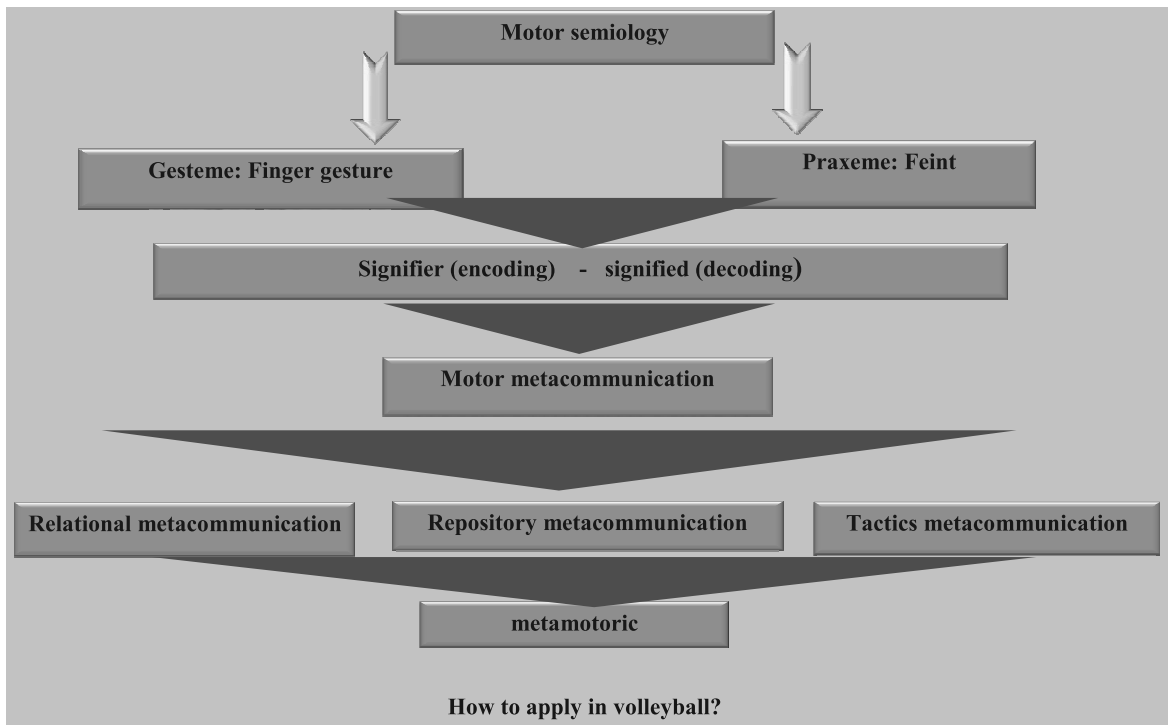 Motor semiology
Gesteme: Finger gesture
Praxeme: Feint
Signifier (encoding) - signified (decoding)
Motor metacommunication
Relational metacommunication
Repository metacommunication
Tactics metacommunication
metamotoric
How to apply in volleyball?